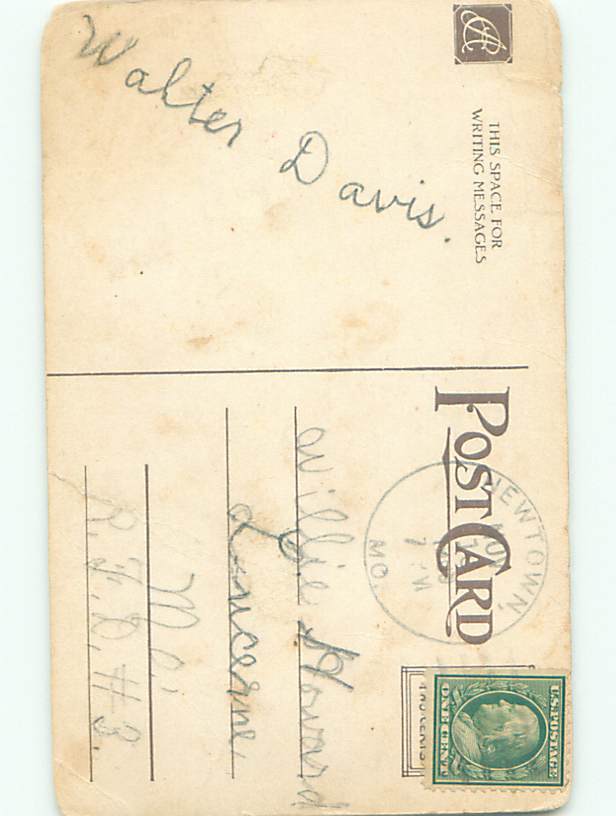 THIS SPACE FOR
WRITING MESSAGES
Walter Davis.
POST CARD
NEWTOWN,
MO.
U.S. POSTAGE
ONE CENT
Willie Howard
Lucerne
Mo
R.F.D. #3.